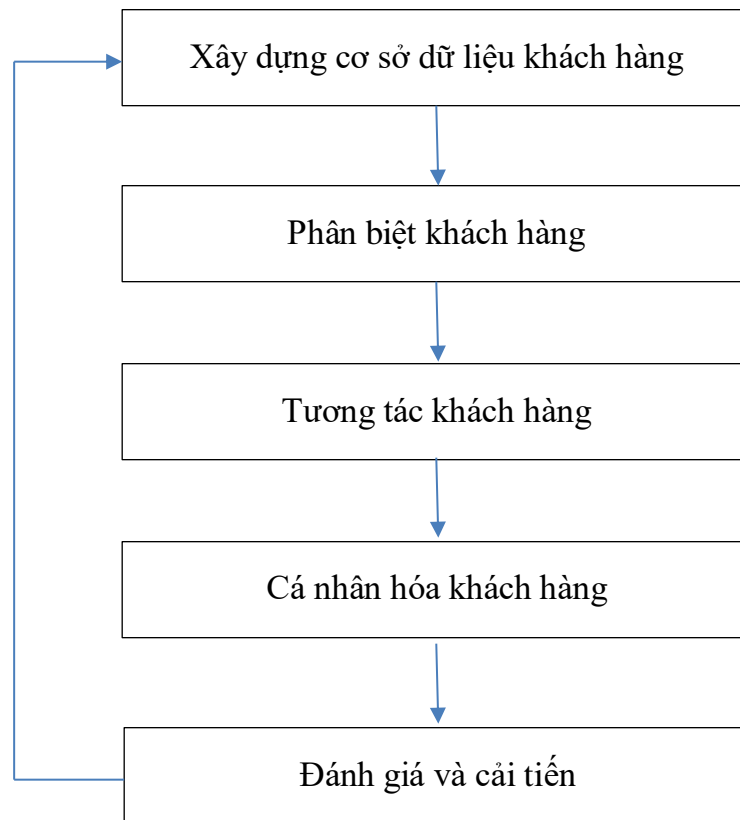 Xây dựng cơ sở dữ liệu khách hàng
Phân biệt khách hàng
Tương tác khách hàng
Cá nhân hóa khách hàng
Đánh giá và cải tiến